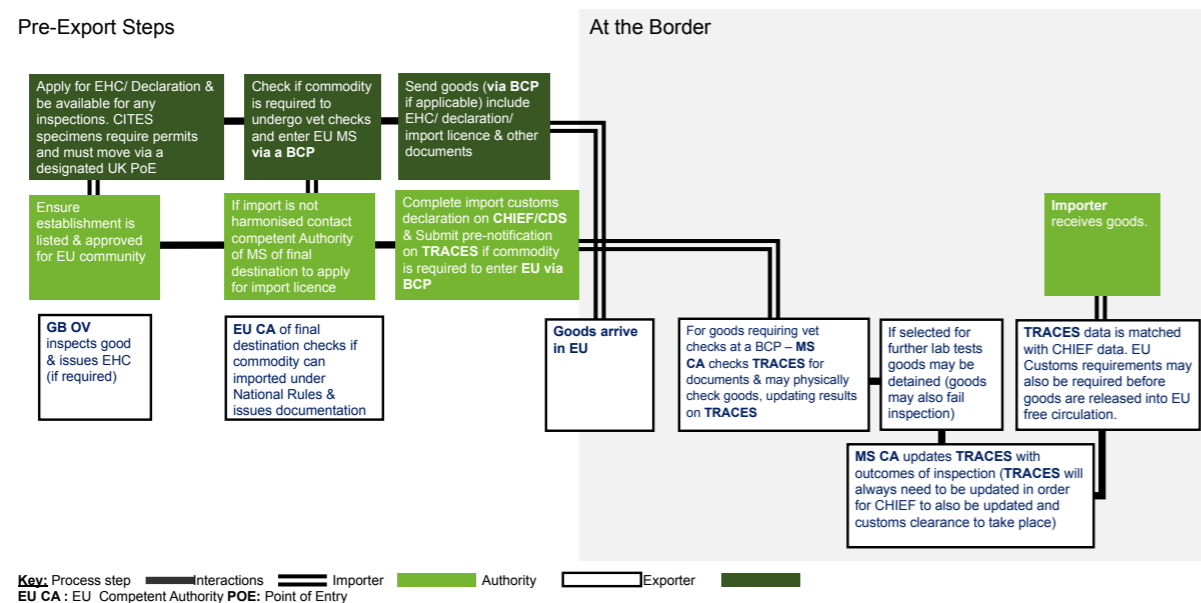 Pre-Export Steps
At the Border
Apply for EHC/ Declaration &
be available for any
inspections. CITES
specimens require permits
and must move via a
designated UK PoE
Check if commodity
is required to
undergo vet checks
and enter EU MS
via a BCP
Send goods (via BCP
if applicable) include
EHC/ declaration/
import licence & other
documents
Ensure
establishment is
listed & approved
for EU community
If import is not
harmonised contact
competent Authority
of MS of final
destination to apply
for import licence
Complete import customs
declaration on CHIEF/CDS
& Submit pre-notification
on TRACES if commodity
is required to enter EU via
BCP
Importer
receives goods.
GB OV
inspects good
& issues EHC
(if required)
EU CA of final
destination checks if
commodity can
imported under
National Rules &
issues documentation
Goods arrive
in EU
For goods requiring vet
checks at a BCP – MS
CA checks TRACES for
documents & may physically
check goods, updating results
on TRACES
If selected for
further lab tests
goods may be
detained (goods
may also fail
inspection)
TRACES data is matched
with CHIEF data. EU
Customs requirements may
also be required before
goods are released into EU
free circulation.
MS CA updates TRACES with
outcomes of inspection (TRACES will
always need to be updated in order
for CHIEF to also be updated and
customs clearance to take place)
Key: Process step Interactions Importer Authority Exporter
EU CA : EU Competent Authority POE: Point of Entry